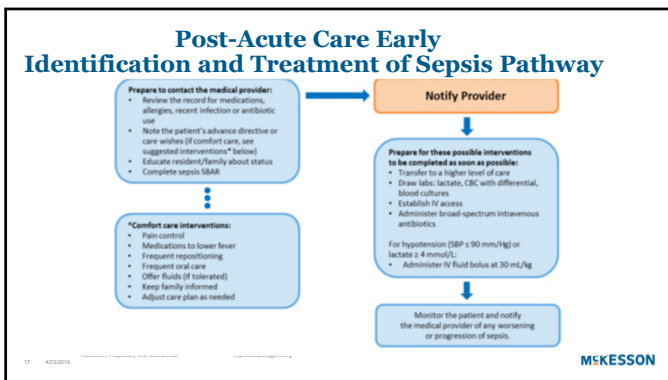 Post-Acute Care Early
Identification and Treatment of Sepsis Pathway
Prepare to contact the medical provider:
• Review the record for medications,
allergies, recent infection or antibiotic
use
• Note the patient's advance directive or
care wishes (if comfort care, see
suggested interventions* below)
• Educate resident/family about status
• Complete sepsis SBAR
*Comfort care interventions:
• Pain control
• Medications to lower fever
• Frequent repositioning
• Frequent oral care
• Offer fluids (if tolerated)
• Keep family informed
• Adjust care plan as needed
Notify Provider
Prepare for these possible interventions
to be completed as soon as possible:
• Transfer to a higher level of care
• Draw labs: lactate, CBC with differential,
blood cultures
• Establish IV access
• Administer broad-spectrum intravenous
antibiotics
For hypotension (SBP ≤ 90 mm/Hg) or
lactate ≥ 4 mmol/L:
• Administer IV fluid bolus at 30 mL/kg
Monitor the patient and notify
the medical provider of any worsening
or progression of sepsis.
17 4/23/2019
MCKESSON